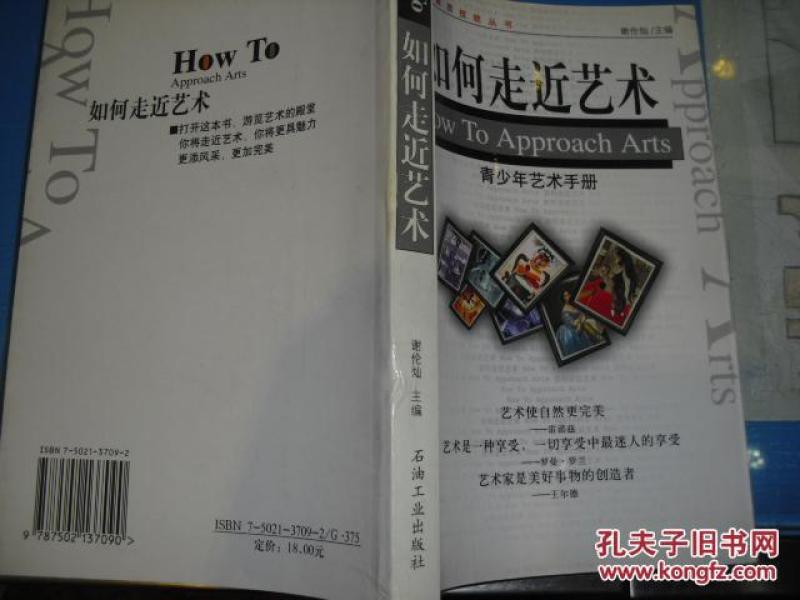 How To
Approach Arts
如何走近艺术
■打开这本书，游览艺术的殿堂
你将走近艺术，你将更具魅力
更添风采，更加完美
How To A
ISBN 7-5021-3709-2
9 787502 137090 >
ISBN 7-5021-3709-2/G·375
定价：18.00元
如何走近艺术
谢伦灿 主编
石油工业出版社
谢伦灿/主编
如何走近艺术
How To Approach Arts
青少年艺术手册
Approach Arts
艺术使自然更完美
艺术是一种享受，一切享受中最迷人的享受
——罗曼·罗兰
艺术家是美好事物的创造者
——王尔德
孔夫子旧书网
www.kongfz.com